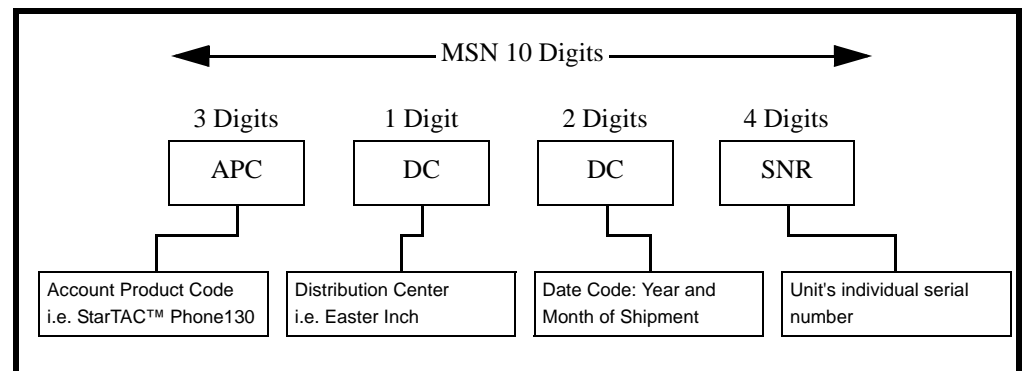 MSN 10 Digits
3 Digits 1 Digit 2 Digits 4 Digits
APC DC DC SNR
Account Product Code
i.e. StarTAC™ Phone130
Distribution Center
i.e. Easter Inch
Date Code: Year and
Month of Shipment
Unit's individual serial
number